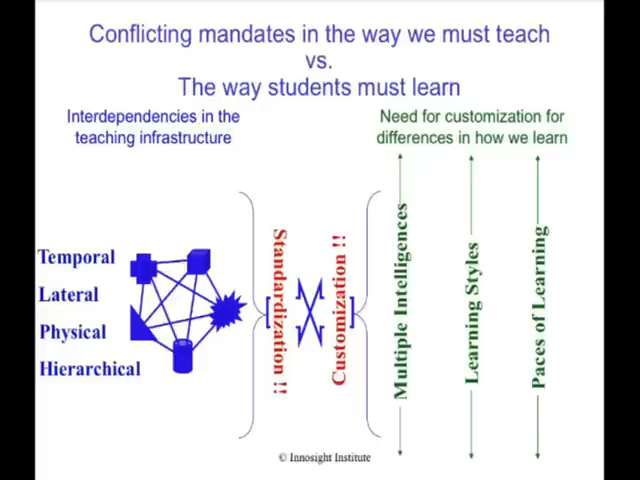 Conflicting mandates in the way we must teach
vs.
The way students must learn
Interdependencies in the
teaching infrastructure
Need for customization for
differences in how we learn
Temporal
Lateral
Physical
Hierarchical
Standardization !!
Customization !!
Multiple Intelligences
Learning Styles
Paces of Learning
© Innosight Institute